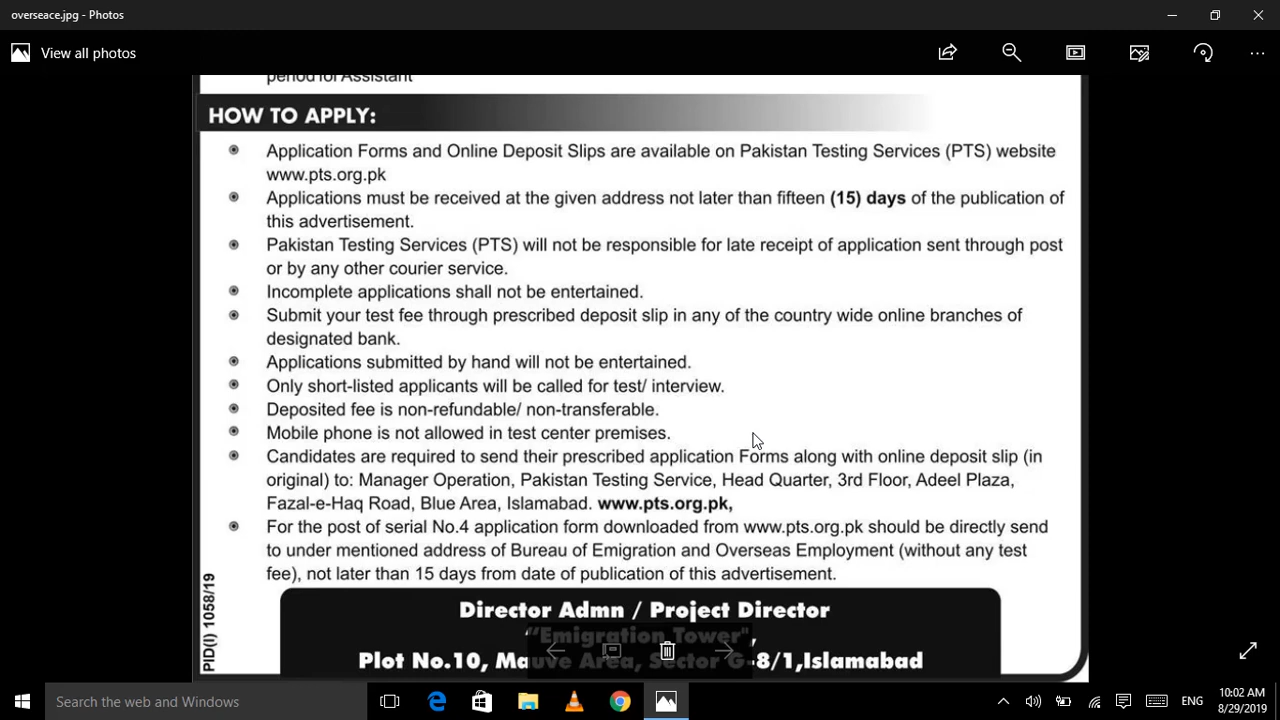 overseace.jpg - Photos
View all photos
period for Assistant
HOW TO APPLY:
Application Forms and Online Deposit Slips are available on Pakistan Testing Services (PTS) website
www.pts.org.pk
Applications must be received at the given address not later than fifteen (15) days of the publication of
this advertisement.
Pakistan Testing Services (PTS) will not be responsible for late receipt of application sent through post
or by any other courier service.
Incomplete applications shall not be entertained.
Submit your test fee through prescribed deposit slip in any of the country wide online branches of
designated bank.
Applications submitted by hand will not be entertained.
Only short-listed applicants will be called for test/ interview.
Deposited fee is non-refundable/ non-transferable.
Mobile phone is not allowed in test center premises.
Candidates are required to send their prescribed application Forms along with online deposit slip (in
original) to: Manager Operation, Pakistan Testing Service, Head Quarter, 3rd Floor, Adeel Plaza,
Fazal-e-Haq Road, Blue Area, Islamabad. www.pts.org.pk,
For the post of serial No.4 application form downloaded from www.pts.org.pk should be directly send
to under mentioned address of Bureau of Emigration and Overseas Employment (without any test
fee), not later than 15 days from date of publication of this advertisement.
PID(I) 1058/19
Director Admn / Project Director
"Emigration Tower",
Plot No.10, Mauve Area, Sector G-8/1,Islamabad
Search the web and Windows
ENG
10:02 AM
8/29/2019